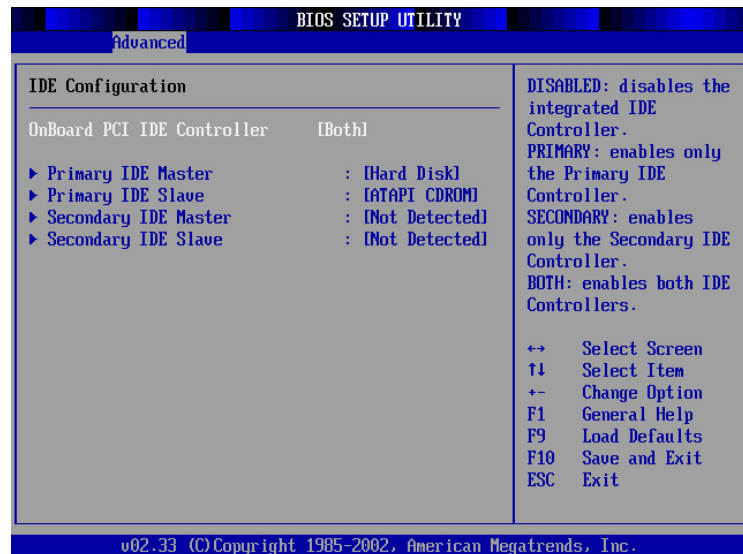 BIOS SETUP UTILITY
Advanced
IDE Configuration
OnBoard PCI IDE Controller [Both]
Primary IDE Master : [Hard Disk]
Primary IDE Slave : [ATAPI CDROM]
Secondary IDE Master : [Not Detected]
Secondary IDE Slave : [Not Detected]
DISABLED: disables the
integrated IDE
Controller.
PRIMARY: enables only
the Primary IDE
Controller.
SECONDARY: enables
only the Secondary IDE
Controller.
BOTH: enables both IDE
Controllers.
↔ Select Screen
↑↓ Select Item
+- Change Option
F1 General Help
F9 Load Defaults
F10 Save and Exit
ESC Exit
v02.33 (C)Copyright 1985-2002, American Megatrends, Inc.